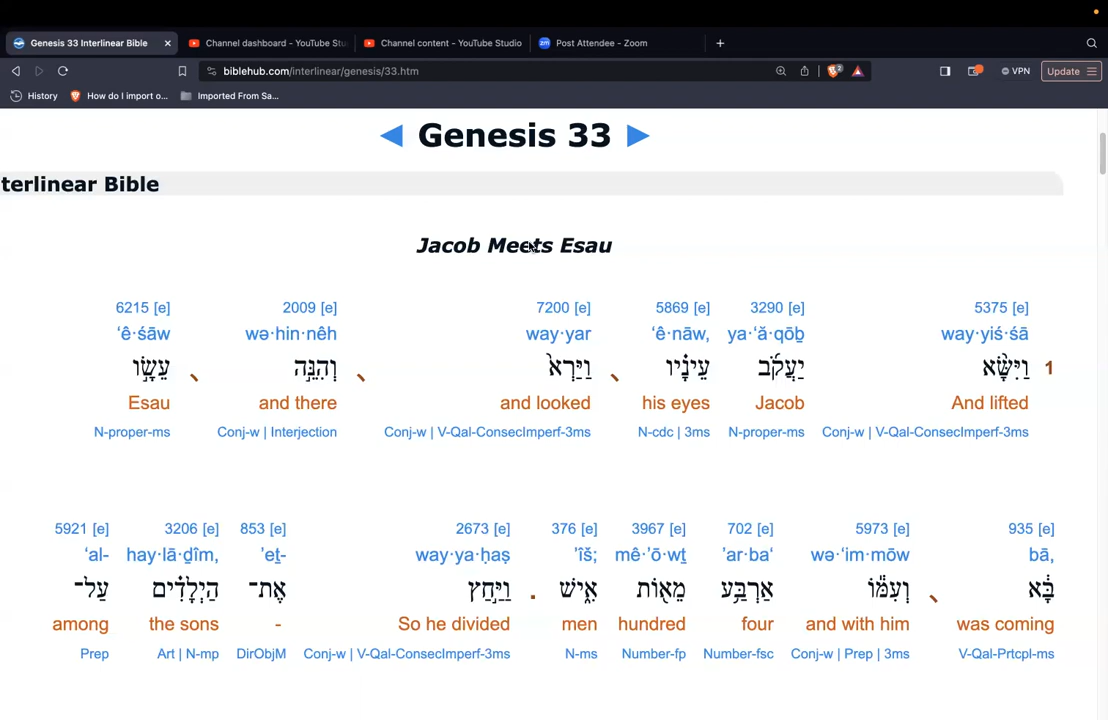 Genesis 33 Interlinear Bible
Channel dashboard - YouTube Stu
Channel content - YouTube Studio
zm Post Attendee - Zoom
biblehub.com/interlinear/genesis/33.htm
2
VPN
Update
History
How do I import o...
Imported From Sa...
Genesis 33
terlinear Bible
Jacob Meets Esau
6215 [e] 2009 [e] 7200 [e] 5869 [e] 3290 [e] 5375 [e]
‘ê·śāw wə·hin·nêh way·yar ‘ê·nāw, ya·‘ă·qōḇ way·yiś·śā
1 וַיִּשָּׂ֨א יַעֲקֹ֜ב עֵינָ֗יו 、 וַיַּרְא֙ 、 וְהִנֵּ֣ה 、 עֵשָׂ֣ו
Esau and there and looked his eyes Jacob And lifted
N-proper-ms Conj-w | Interjection Conj-w | V-Qal-ConsecImperf-3ms N-cdc | 3ms N-proper-ms Conj-w | V-Qal-ConsecImperf-3ms
5921 [e] 3206 [e] 853 [e] 2673 [e] 376 [e] 3967 [e] 702 [e] 5973 [e] 935 [e]
‘al- hay·lā·ḏîm, ’eṯ- way·ya·ḥaṣ ’îš; mê·’ō·wṯ ’ar·ba‘ wə·‘im·mōw bā,
בָּ֔א 、 וְעִמּ֕וֹ אַרְבַּ֥ע מֵא֖וֹת אִ֑ישׁ . וַיַּ֣חַץ אֶת־ הַיְלָדִ֗ים עַל־
among the sons - So he divided men hundred four and with him was coming
Prep Art | N-mp DirObjM Conj-w | V-Qal-ConsecImperf-3ms N-ms Number-fp Number-fsc Conj-w | Prep | 3ms V-Qal-Prtcpl-ms